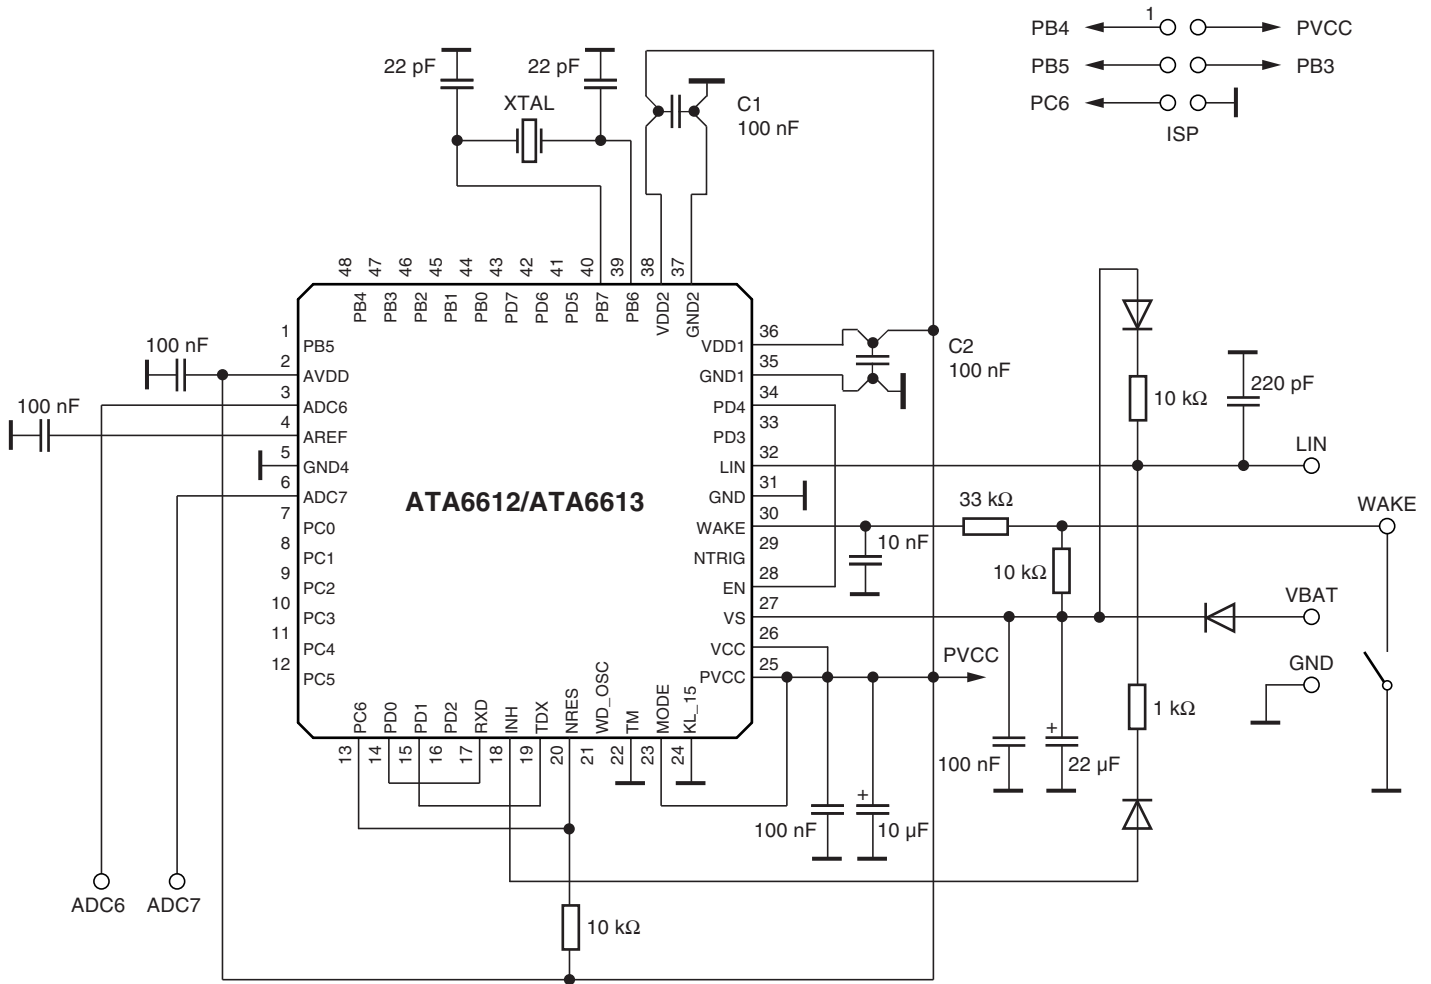 PB4 1 PVCC
PB5 PB3
PC6
ISP
22 pF 22 pF
XTAL
C1
100 nF
48 47 46 45 44 43 42 41 40 39 38 37
PB4 PB3 PB2 PB1 PB0 PD7 PD6 PD5 PB7 PB6 VDD2 GND2
1 PB5
2 AVDD
3 ADC6
4 AREF
5 GND4
6 ADC7
7 PC0
8 PC1
9 PC2
10 PC3
11 PC4
12 PC5
100 nF
100 nF
ATA6612/ATA6613
36 VDD1
35 GND1
34 PD4
33 PD3
32 LIN
31 GND
30 WAKE
29 NTRIG
28 EN
27 VS
26 VCC
25 PVCC
C2
100 nF
10 kΩ
220 pF
LIN
33 kΩ
WAKE
10 nF
10 kΩ
VBAT
PVCC
GND
1 kΩ
100 nF
+
22 µF
PC6 PD0 PD1 PD2 RXD INH TDX NRES WD_OSC TM MODE KL_15
13 14 15 16 17 18 19 20 21 22 23 24
100 nF
+
10 µF
ADC6 ADC7
10 kΩ